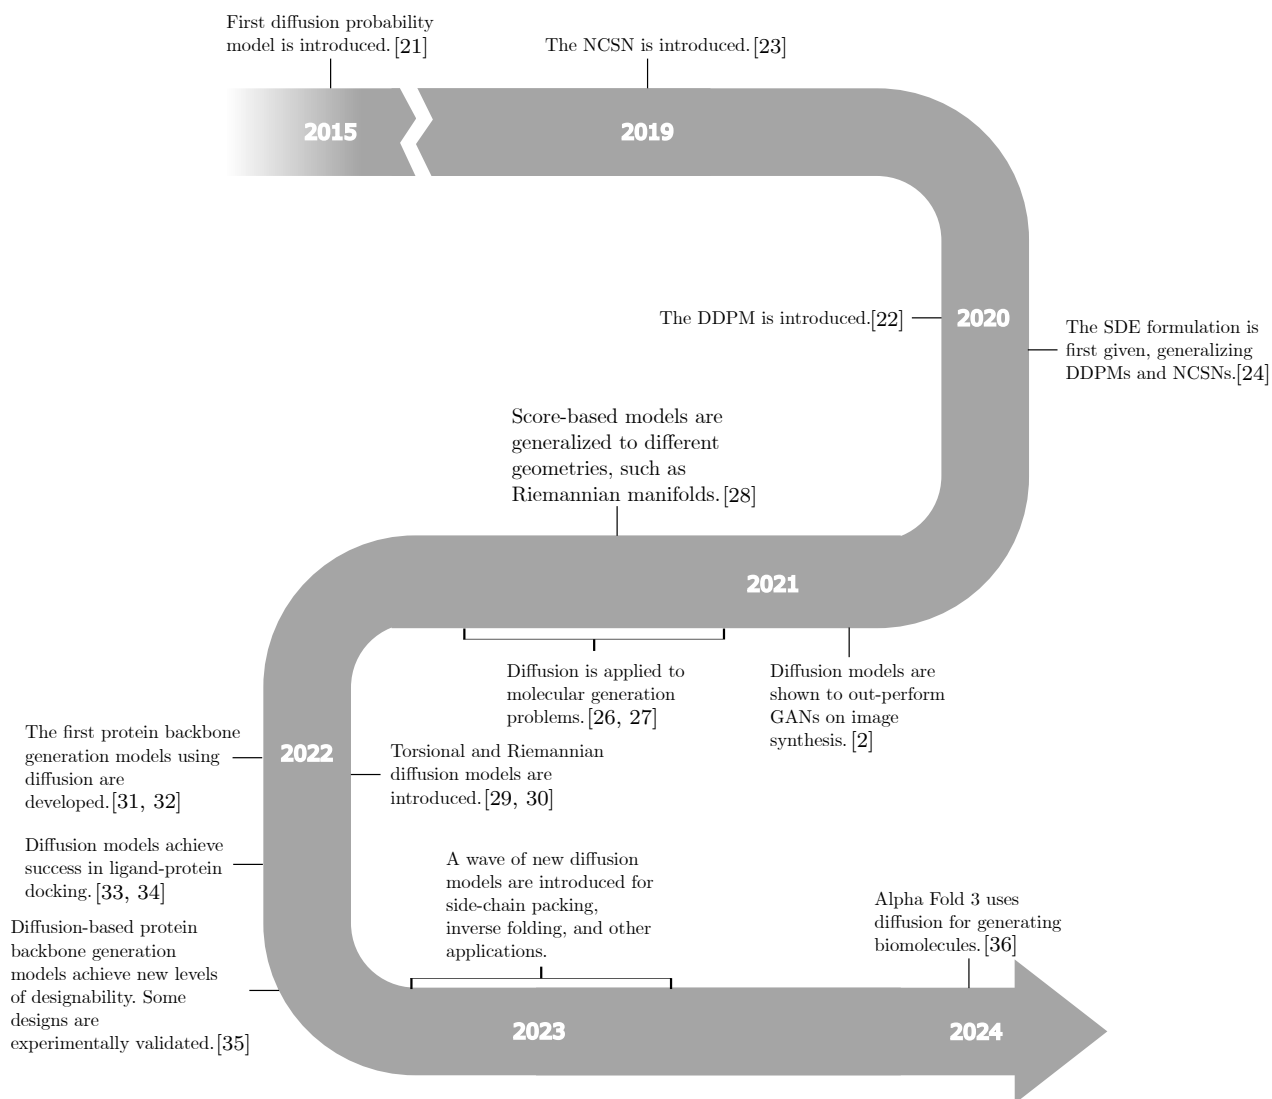 First diffusion probability
model is introduced. [21]
The NCSN is introduced. [23]
2015
2019
The DDPM is introduced.[22]
2020
The SDE formulation is
first given, generalizing
DDPMs and NCSNs.[24]
Score-based models are
generalized to different
geometries, such as
Riemannian manifolds. [28]
2021
Diffusion is applied to
molecular generation
problems. [26, 27]
Diffusion models are
shown to out-perform
GANs on image
synthesis. [2]
The first protein backbone
generation models using
diffusion are
developed.[31, 32]
2022
Torsional and Riemannian
diffusion models are
introduced.[29, 30]
Diffusion models achieve
success in ligand-protein
docking. [33, 34]
Diffusion-based protein
backbone generation
models achieve new levels
of designability. Some
designs are
experimentally validated. [35]
A wave of new diffusion
models are introduced for
side-chain packing,
inverse folding, and other
applications.
Alpha Fold 3 uses
diffusion for generating
biomolecules. [36]
2023
2024